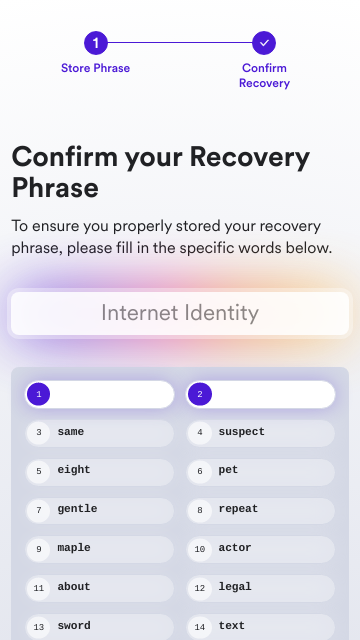 1
Store Phrase
Confirm
Recovery
Confirm your Recovery
Phrase
To ensure you properly stored your recovery
phrase, please fill in the specific words below.
Internet Identity
1 2
3 same 4 suspect
5 eight 6 pet
7 gentle 8 repeat
9 maple 10 actor
11 about 12 legal
13 sword 14 text